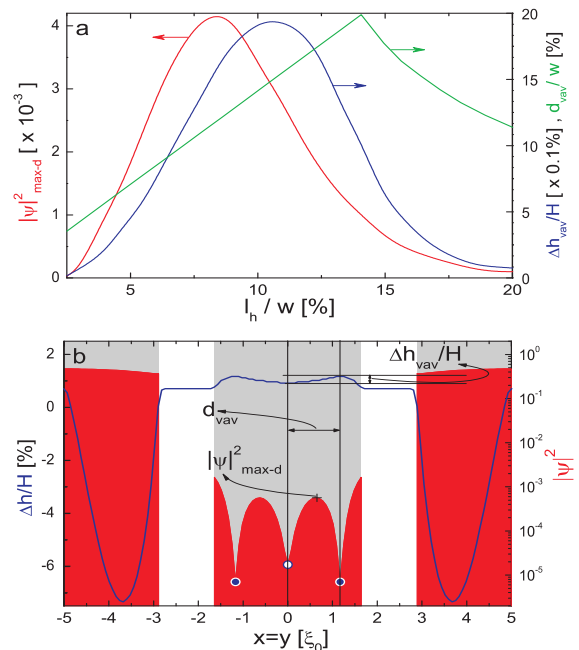 a
4
3
2
1
0
|ψ|²max-d [ x 10⁻³ ]
20
15
10
5
0
Δhvav/H [ x 0.1%] , dvav/ w [%]
5
10
15
20
lh / w [%]
b
2
0
-2
-4
-6
Δh/H [%]
Δhvav/H
dvav
|ψ|²max-d
10⁰
10⁻¹
10⁻²
10⁻³
10⁻⁴
10⁻⁵
|ψ|²
-5 -4 -3 -2 -1 0 1 2 3 4 5
x=y [ξ₀]